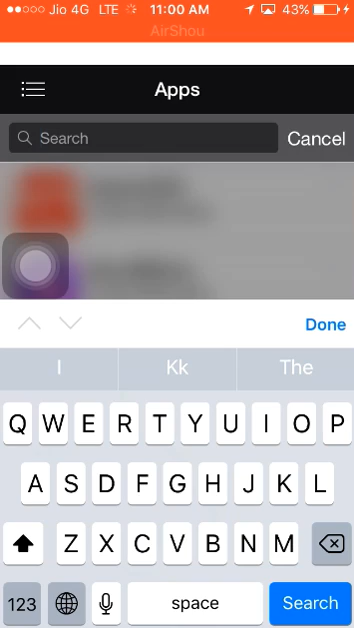 Jio 4G LTE 11:00 AM 43%
AirShou
Apps
Search Cancel
Done
I Kk The
Q W E R T Y U I O P
A S D F G H J K L
Z X C V B N M
123 space Search